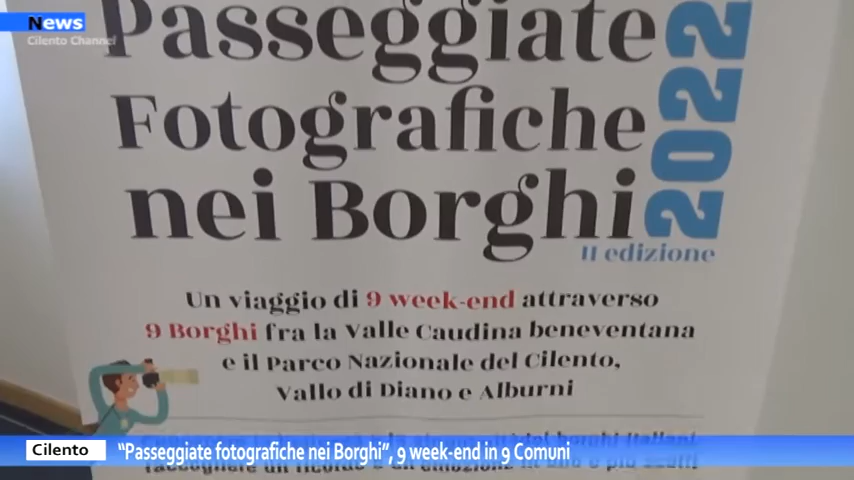 News
Cilento Channel
Passeggiate
Fotografiche
nei Borghi
2022
II edizione
Un viaggio di 9 week-end attraverso
9 Borghi fra la Valle Caudina beneventana
e il Parco Nazionale del Cilento,
Vallo di Diano e Alburni
Cilento
“Passeggiate fotografiche nei Borghi”, 9 week-end in 9 Comuni